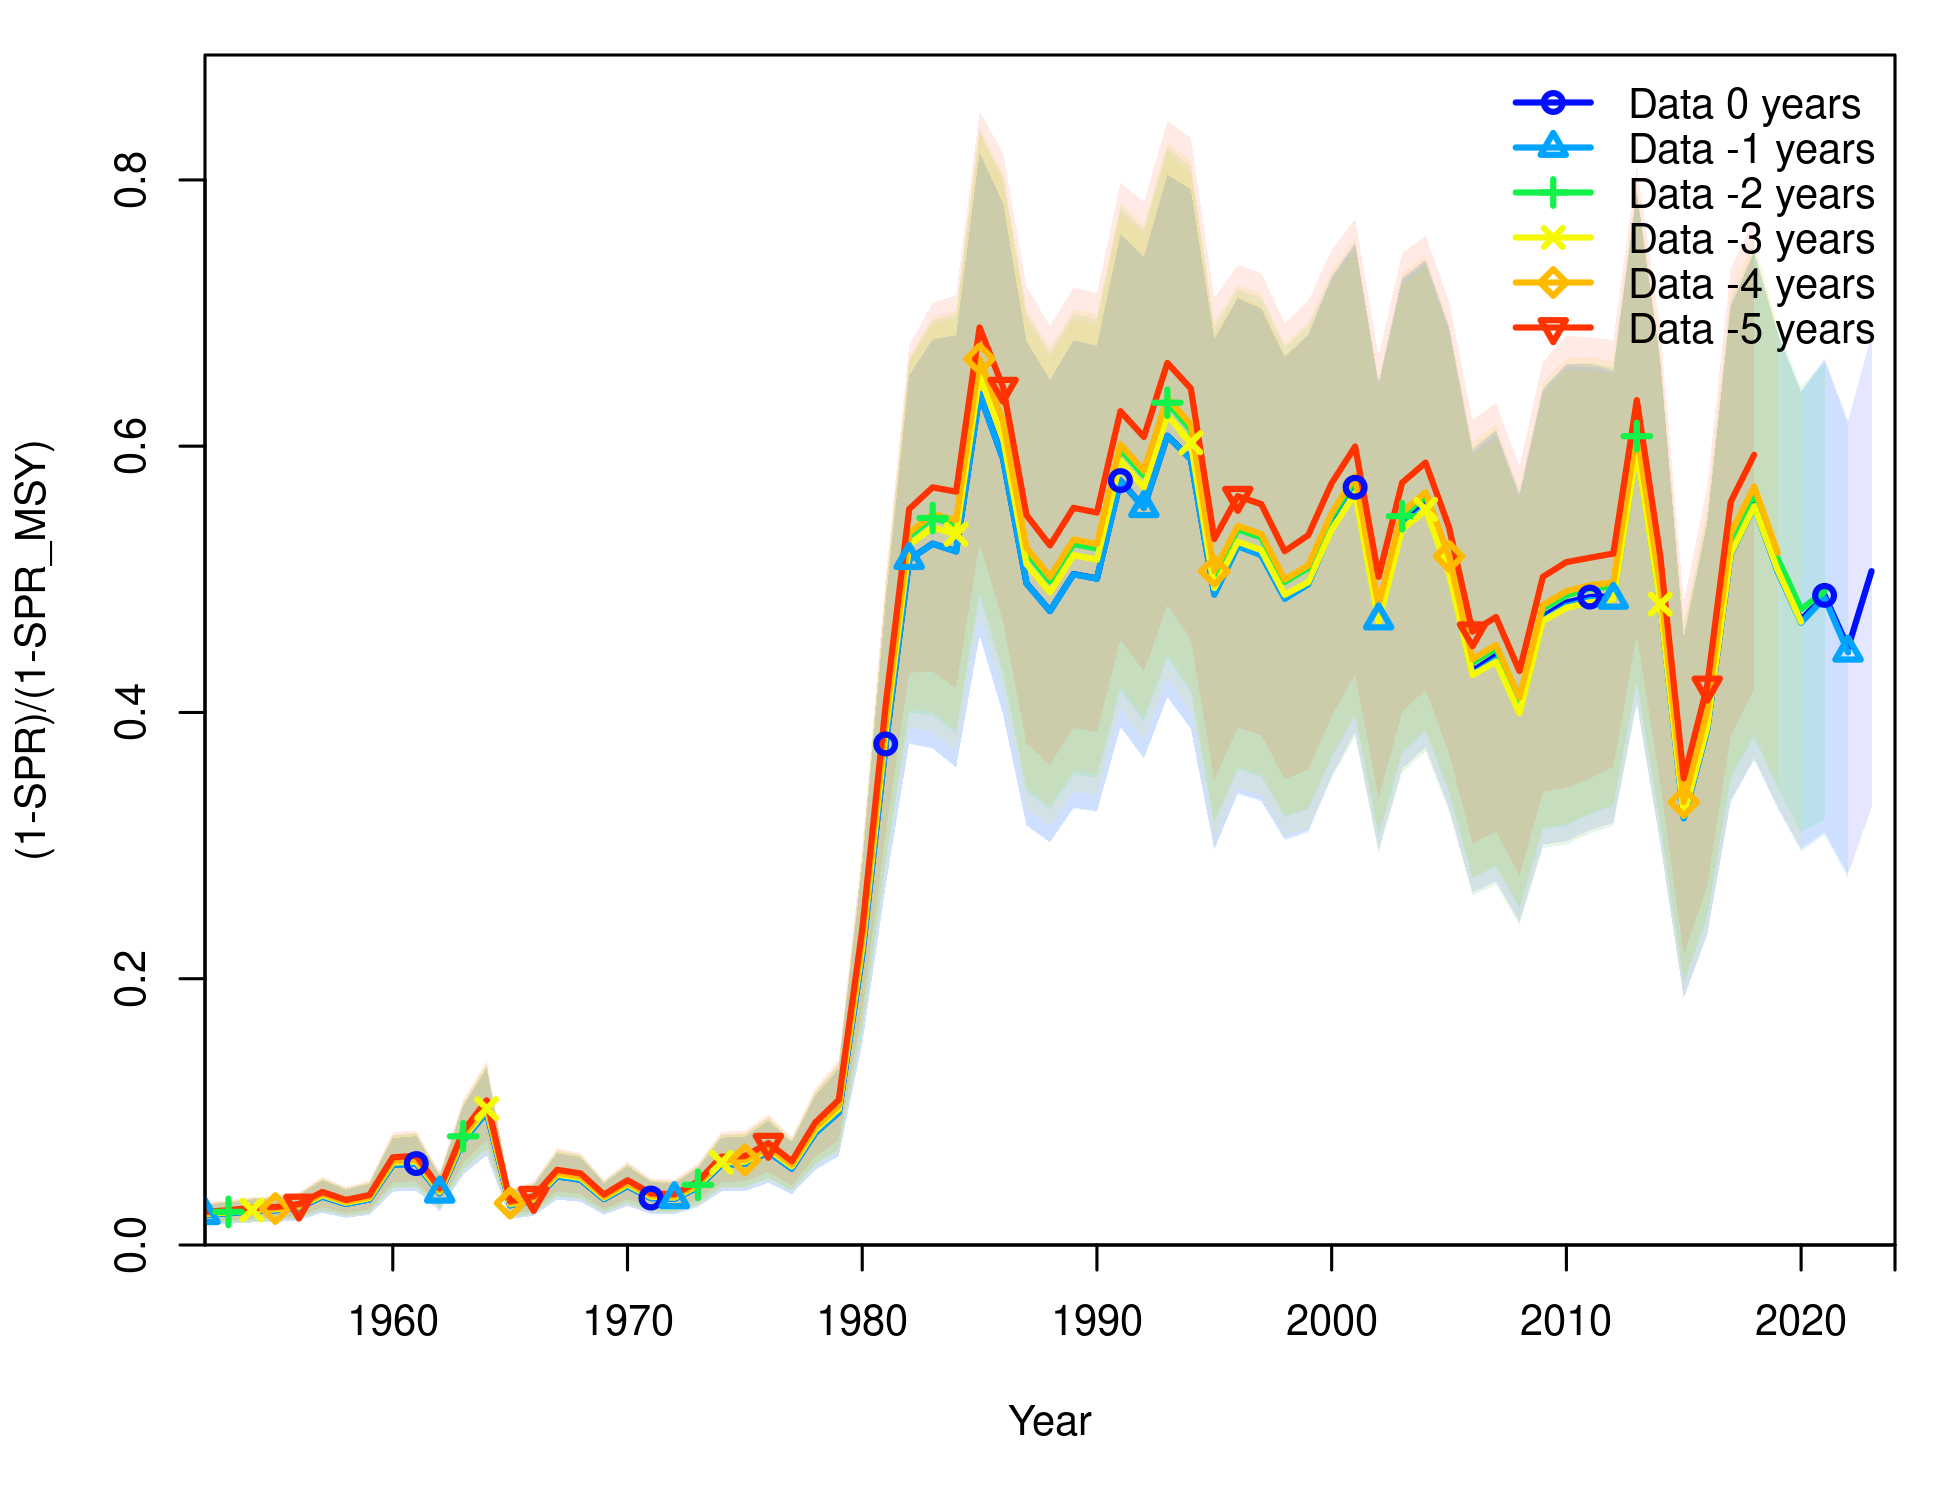 Data 0 years
Data -1 years
Data -2 years
Data -3 years
Data -4 years
Data -5 years
(1-SPR)/(1-SPR_MSY)
0.8
0.6
0.4
0.2
0.0
1960 1970 1980 1990 2000 2010 2020
Year